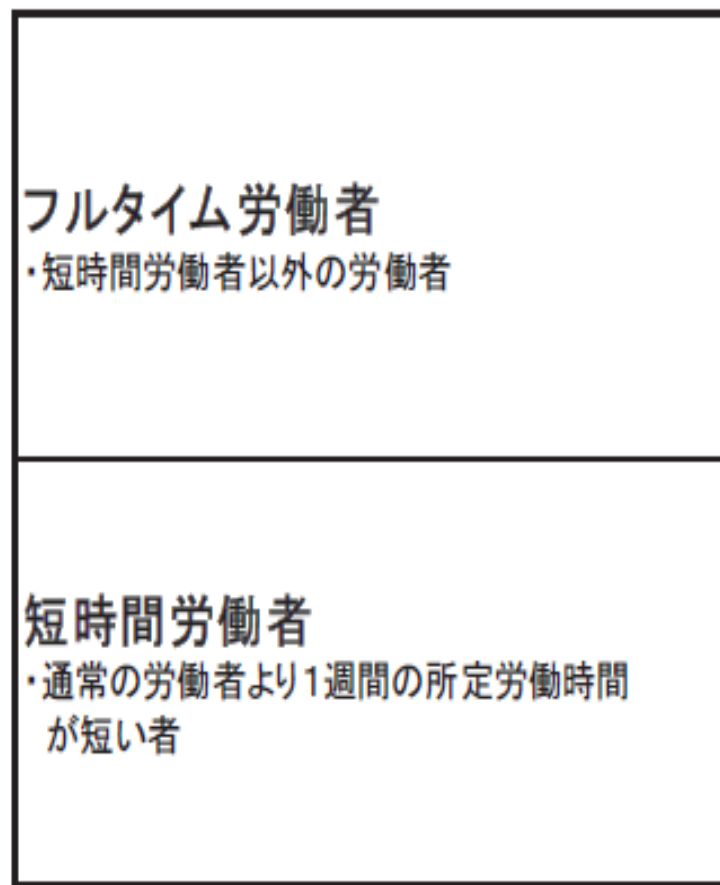 フルタイム労働者
・短時間労働者以外の労働者
短時間労働者
・通常の労働者より1週間の所定労働時間
が短い者